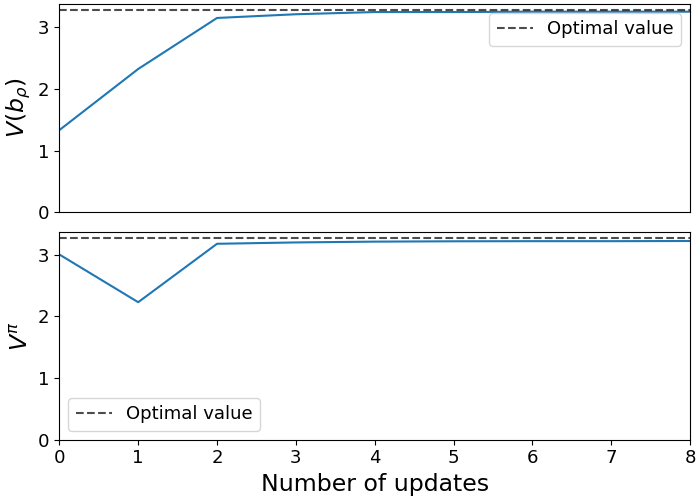 3
2
1
0
V(b_ρ)
Optimal value
3
2
1
0
V^π
Optimal value
0 1 2 3 4 5 6 7 8
Number of updates